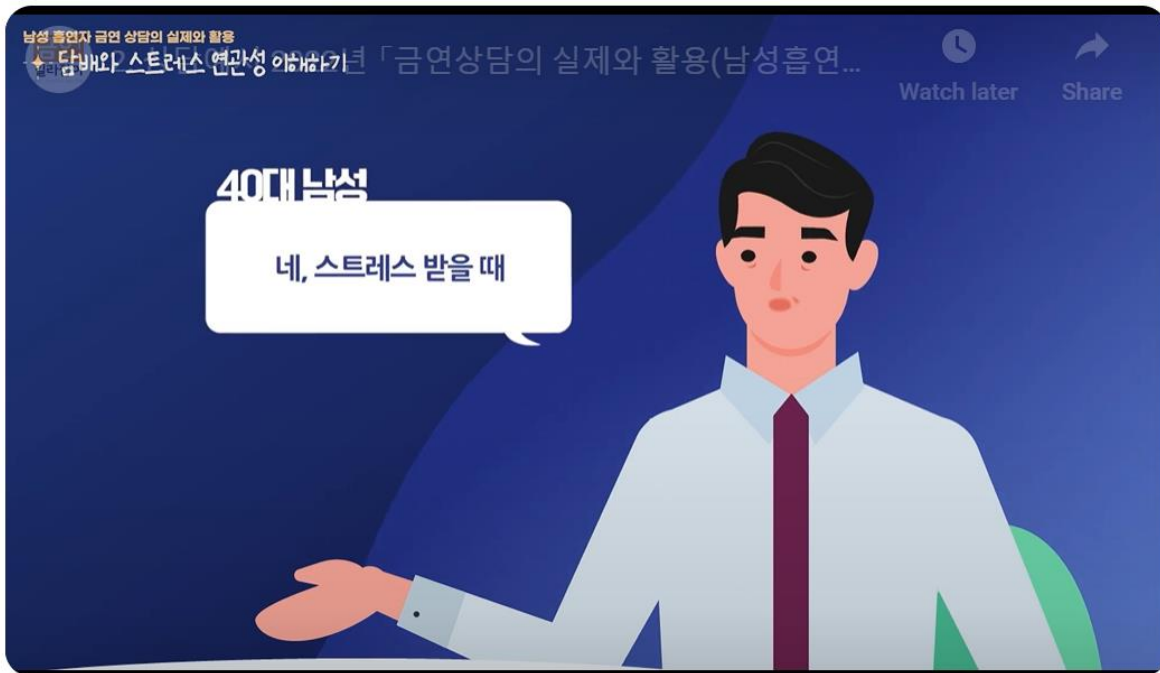 남성 흡연자 금연 상담의 실제와 활용
담배와 스트레스 연관성 이해하기
년 「금연상담의 실제와 활용(남성흡연...
Watch later
Share
40대 남성
네, 스트레스 받을 때